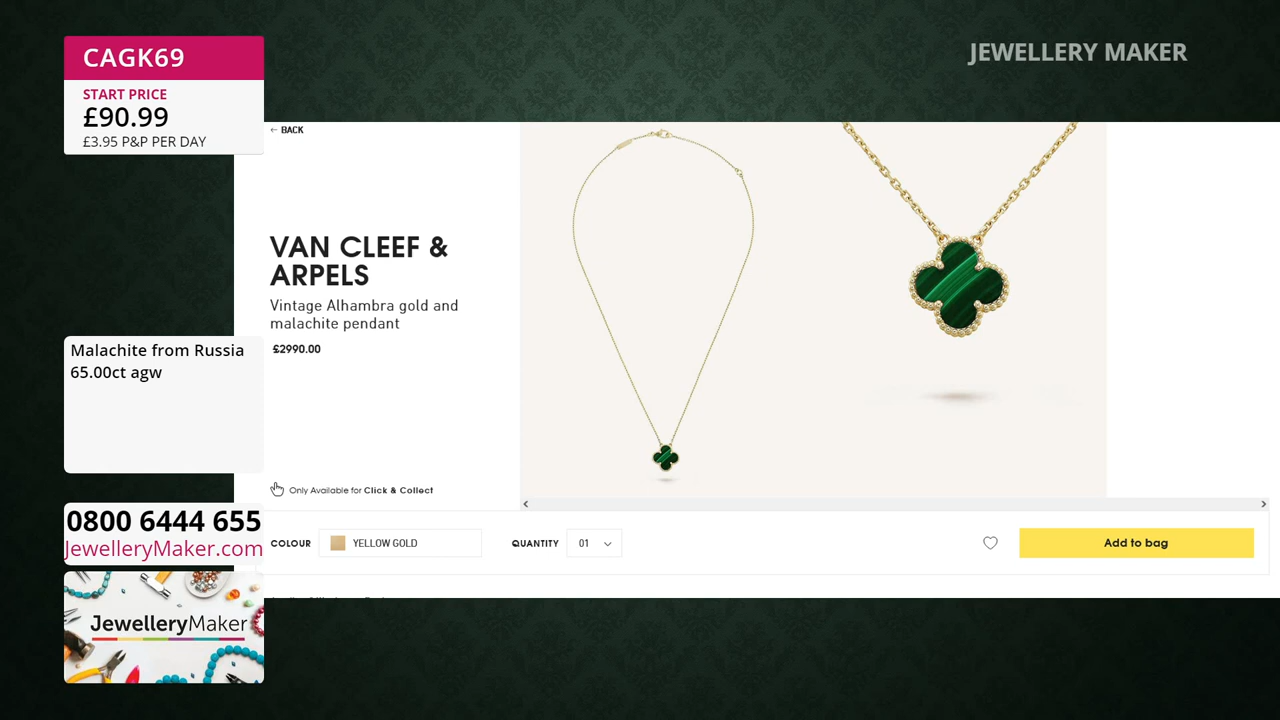 CAGK69
START PRICE
£90.99
£3.95 P&P PER DAY
JEWELLERY MAKER
← BACK
VAN CLEEF &
ARPELS
Vintage Alhambra gold and
malachite pendant
£2990.00
Malachite from Russia
65.00ct agw
Only Available for Click & Collect
0800 6444 655
JewelleryMaker.com
COLOUR YELLOW GOLD QUANTITY 01 Add to bag
JewelleryMaker